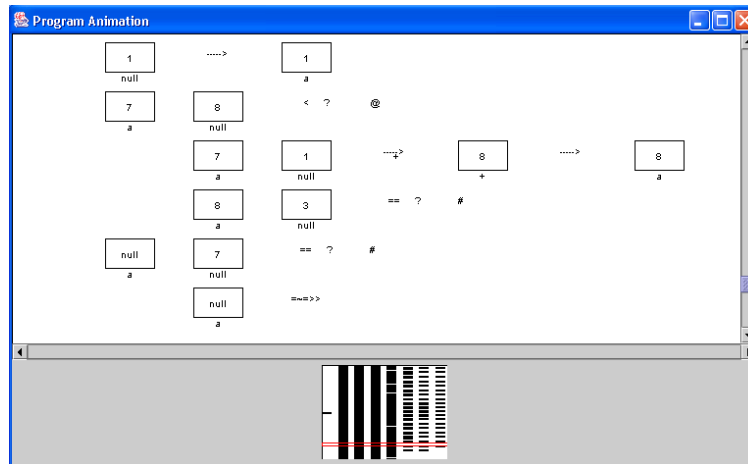 Program Animation
1 -----> 1
null a
7 8 < ? @
a null
7 1 -----> + 8 -----> 8
a null + a
8 3 == ? #
a null
null 7 == ? #
a null
null =~=>>
a